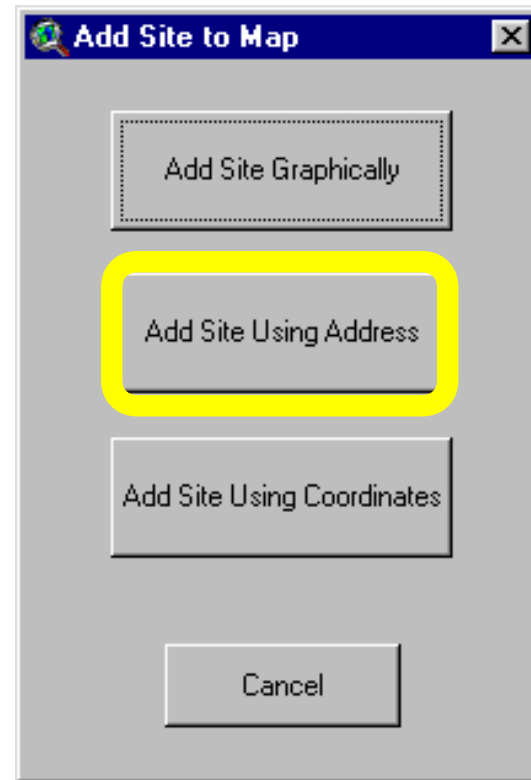 Add Site to Map
Add Site Graphically
Add Site Using Address
Add Site Using Coordinates
Cancel